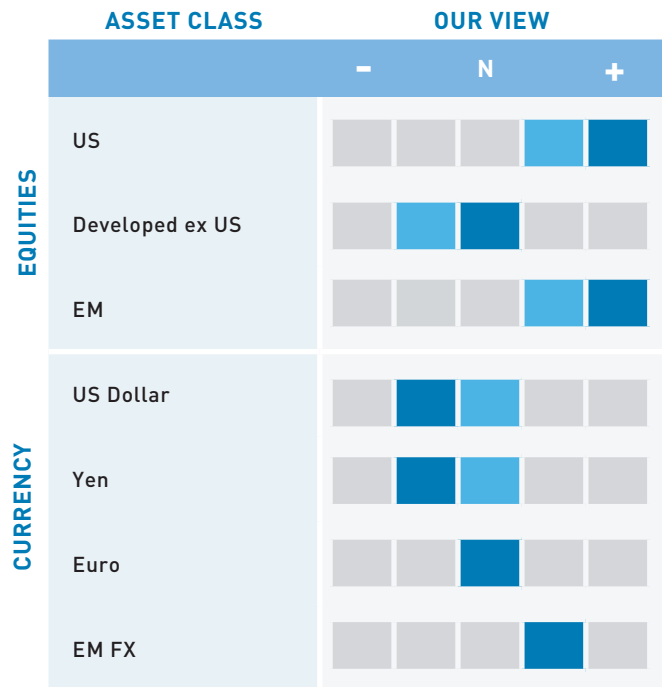 ASSET CLASS OUR VIEW
- N +
EQUITIES
US
Developed ex US
EM
CURRENCY
US Dollar
Yen
Euro
EM FX